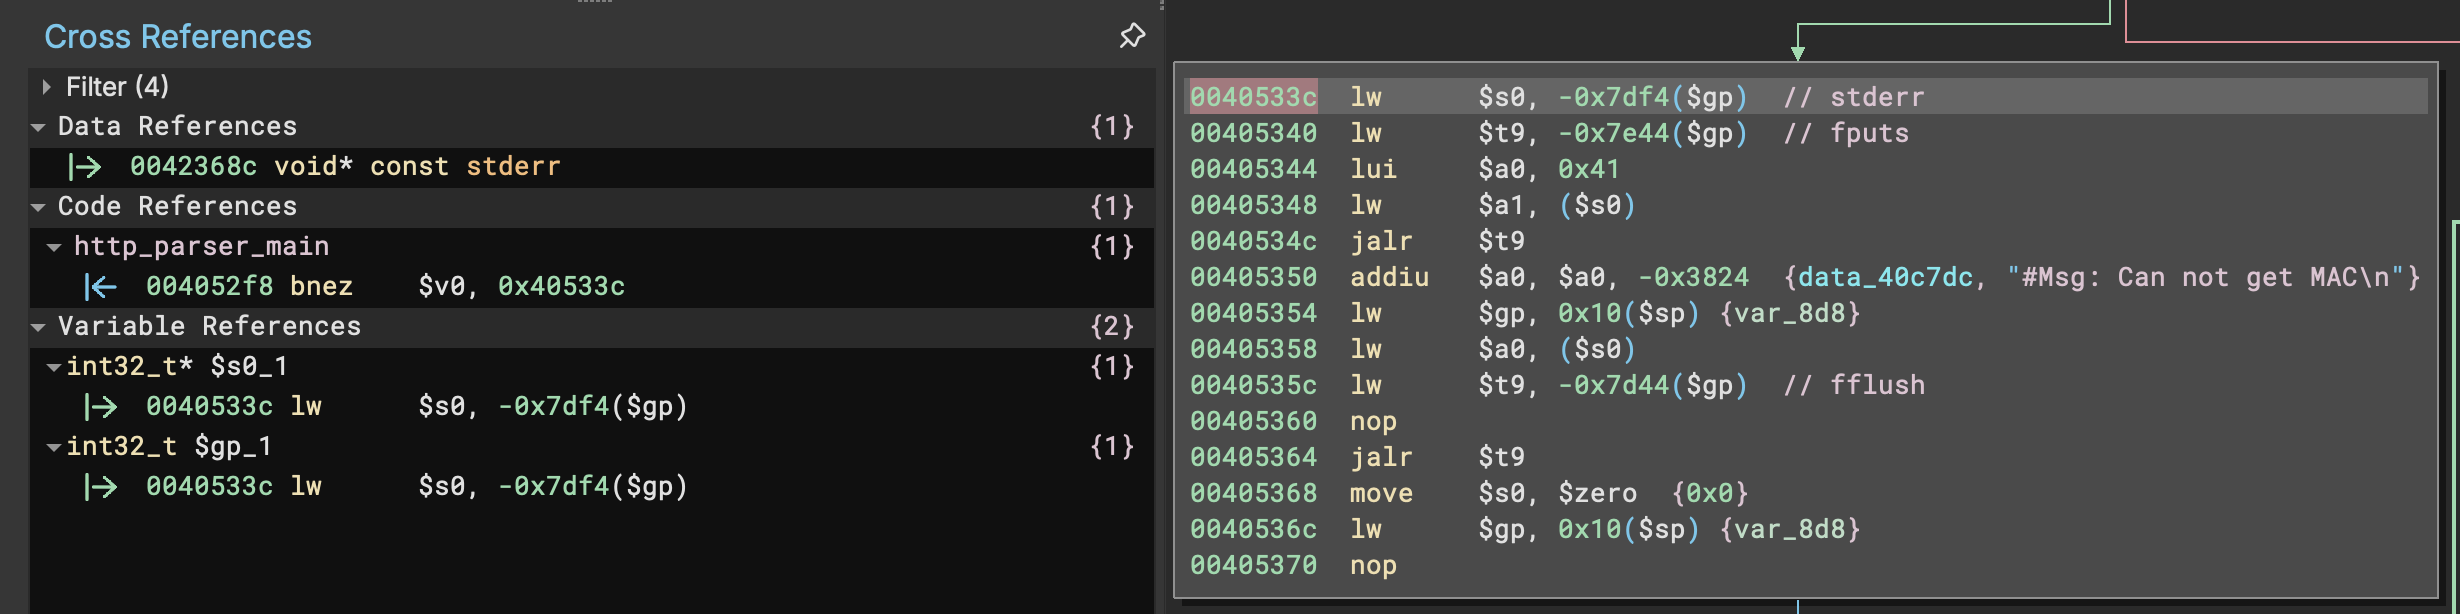 Cross References
Filter (4)
Data References {1}
0042368c void* const stderr
Code References {1}
http_parser_main {1}
004052f8 bnez $v0, 0x40533c
Variable References {2}
int32_t* $s0_1 {1}
0040533c lw $s0, -0x7df4($gp)
int32_t $gp_1 {1}
0040533c lw $s0, -0x7df4($gp)
0040533c lw $s0, -0x7df4($gp) // stderr
00405340 lw $t9, -0x7e44($gp) // fputs
00405344 lui $a0, 0x41
00405348 lw $a1, ($s0)
0040534c jalr $t9
00405350 addiu $a0, $a0, -0x3824 {data_40c7dc, "#Msg: Can not get MAC\n"}
00405354 lw $gp, 0x10($sp) {var_8d8}
00405358 lw $a0, ($s0)
0040535c lw $t9, -0x7d44($gp) // fflush
00405360 nop
00405364 jalr $t9
00405368 move $s0, $zero {0x0}
0040536c lw $gp, 0x10($sp) {var_8d8}
00405370 nop